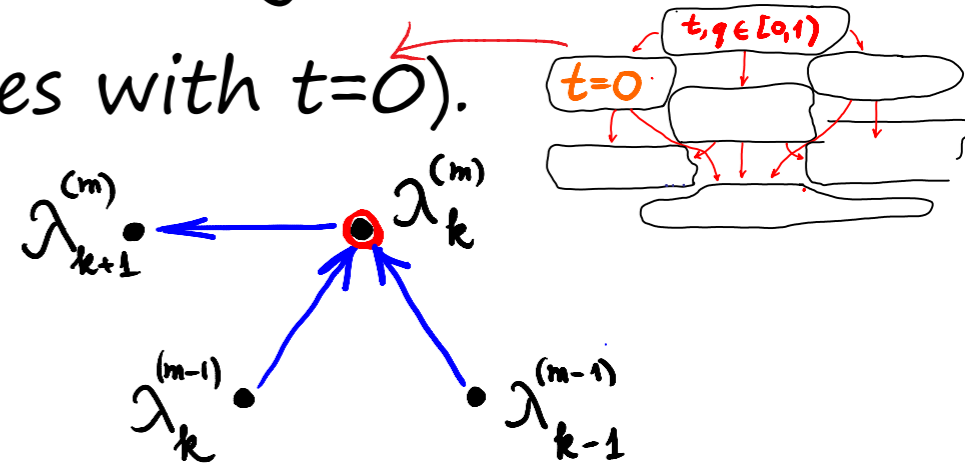 t,q ∈ [0,1)
es with t=0).
t=0
λ_{k+1}^{(m)}
λ_k^{(m)}
λ_k^{(m-1)}
λ_{k-1}^{(m-1)}